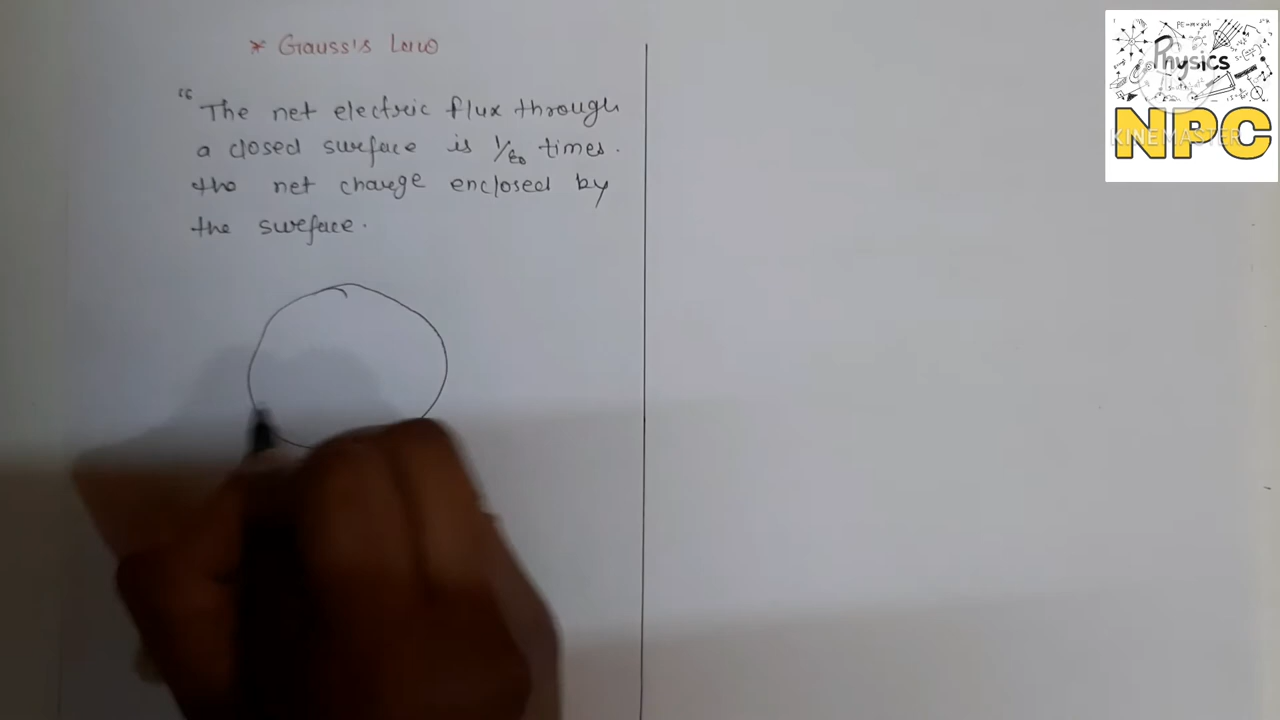 * Gauss's Law
"The net electric flux through
a closed surface is 1/ε₀ times.
the net charge enclosed by
the surface.
Physics
NPC
KINEMASTER